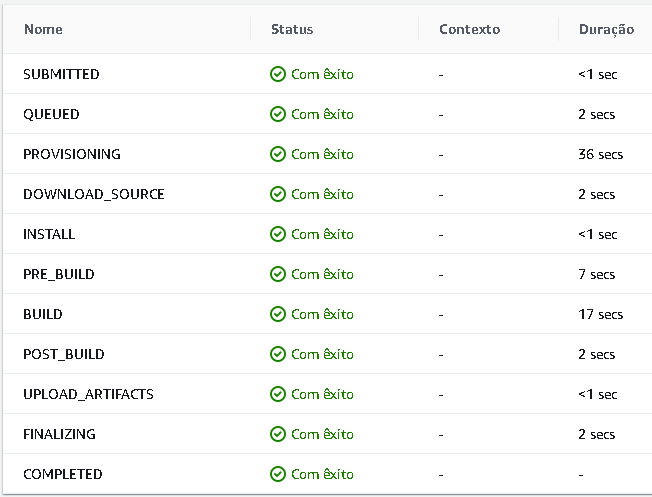 Nome Status Contexto Duração
SUBMITTED Com êxito - <1 sec
QUEUED Com êxito - 2 secs
PROVISIONING Com êxito - 36 secs
DOWNLOAD_SOURCE Com êxito - 2 secs
INSTALL Com êxito - <1 sec
PRE_BUILD Com êxito - 7 secs
BUILD Com êxito - 17 secs
POST_BUILD Com êxito - 2 secs
UPLOAD_ARTIFACTS Com êxito - <1 sec
FINALIZING Com êxito - 2 secs
COMPLETED Com êxito - -